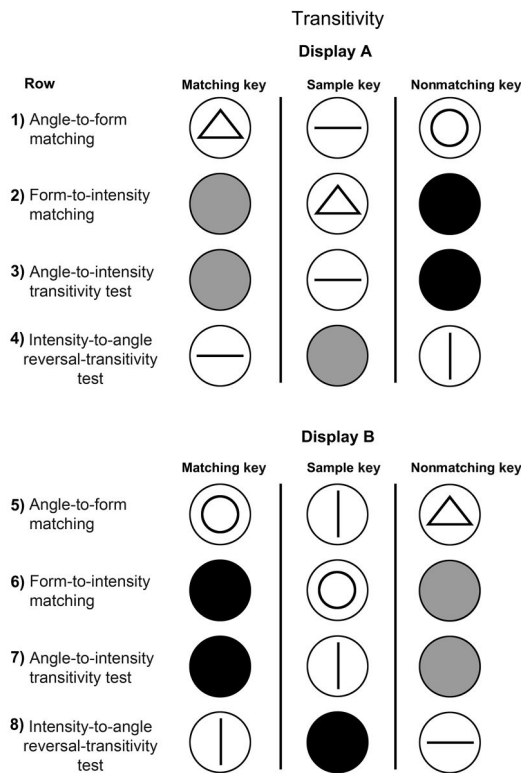 Transitivity
Display A
Row Matching key Sample key Nonmatching key
1) Angle-to-form
matching
2) Form-to-intensity
matching
3) Angle-to-intensity
transitivity test
4) Intensity-to-angle
reversal-transitivity
test
Display B
Matching key Sample key Nonmatching key
5) Angle-to-form
matching
6) Form-to-intensity
matching
7) Angle-to-intensity
transitivity test
8) Intensity-to-angle
reversal-transitivity
test